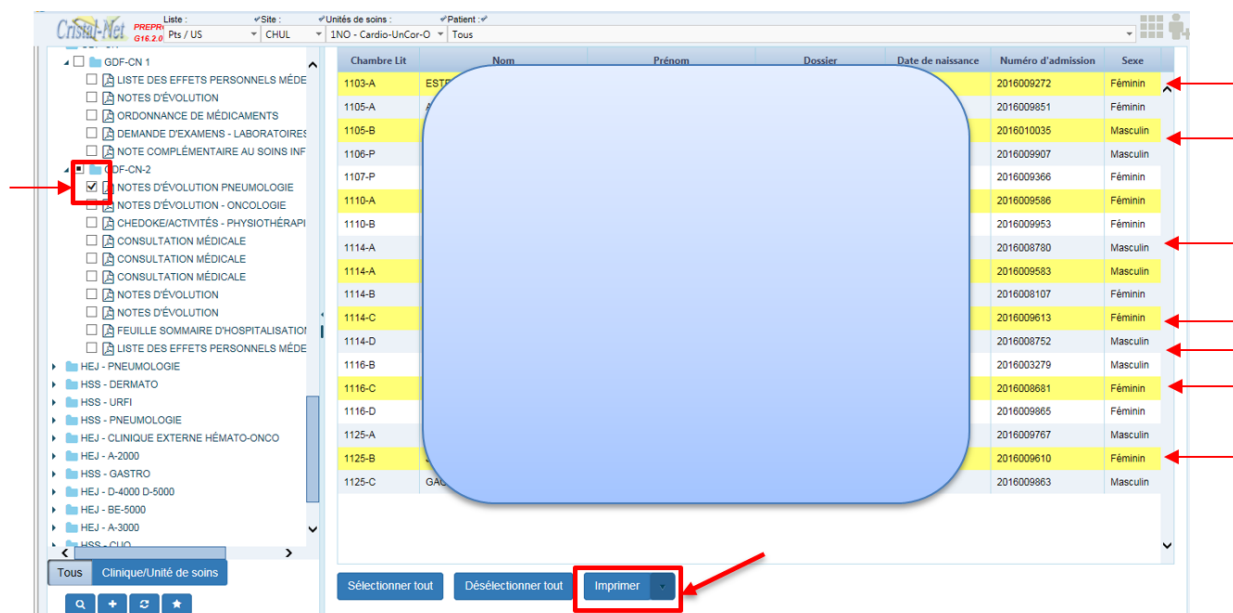 Cristal-Net PREPR G16.2.0
Liste : Site : Unités de soins : Patient :
Pts / US CHUL 1NO - Cardio-UnCor-O Tous
GDF-CN 1
LISTE DES EFFETS PERSONNELS MÉDE
NOTES D'ÉVOLUTION
ORDONNANCE DE MÉDICAMENTS
DEMANDE D'EXAMENS - LABORATOIRES
NOTE COMPLÉMENTAIRE AU SOINS INF
GDF-CN-2
NOTES D'ÉVOLUTION PNEUMOLOGIE
NOTES D'ÉVOLUTION - ONCOLOGIE
CHEDOKE/ACTIVITÉS - PHYSIOTHÉRAPI
CONSULTATION MÉDICALE
CONSULTATION MÉDICALE
CONSULTATION MÉDICALE
NOTES D'ÉVOLUTION
NOTES D'ÉVOLUTION
FEUILLE SOMMAIRE D'HOSPITALISATION
LISTE DES EFFETS PERSONNELS MÉDE
HEJ - PNEUMOLOGIE
HSS - DERMATO
HSS - URFI
HSS - PNEUMOLOGIE
HEJ - CLINIQUE EXTERNE HÉMATO-ONCO
HEJ - A-2000
HSS - GASTRO
HEJ - D-4000 D-5000
HEJ - BE-5000
HEJ - A-3000
HSS - CUO
Tous Clinique/Unité de soins
Chambre Lit Nom Prénom Dossier Date de naissance Numéro d'admission Sexe
1103-A 2016009272 Féminin
1105-A 2016009851 Féminin
1105-B 2016010035 Masculin
1106-P 2016009907 Masculin
1107-P 2016009366 Féminin
1110-A 2016009586 Féminin
1110-B 2016009953 Féminin
1114-A 2016008780 Masculin
1114-A 2016009583 Masculin
1114-B 2016008107 Féminin
1114-C 2016009613 Féminin
1114-D 2016008752 Masculin
1116-B 2016003279 Masculin
1116-C 2016008681 Féminin
1116-D 2016009865 Féminin
1125-A 2016009767 Masculin
1125-B 2016009610 Féminin
1125-C 2016009863 Masculin
Sélectionner tout Désélectionner tout Imprimer